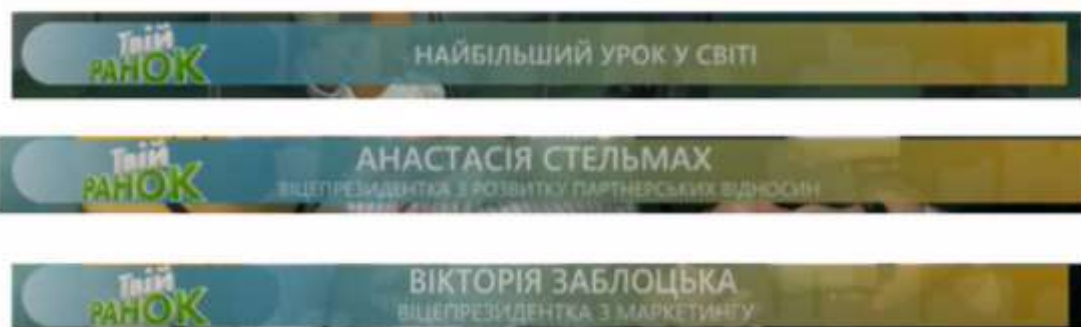 Твій
РАНОК
НАЙБІЛЬШИЙ УРОК У СВІТІ
Твій
РАНОК
АНАСТАСІЯ СТЕЛЬМАХ
ВІЦЕПРЕЗИДЕНТКА З РОЗВИТКУ ПАРТНЕРСЬКИХ ВІДНОСИН
Твій
РАНОК
ВІКТОРІЯ ЗАБЛОЦЬКА
ВІЦЕПРЕЗИДЕНТКА З МАРКЕТИНГУ